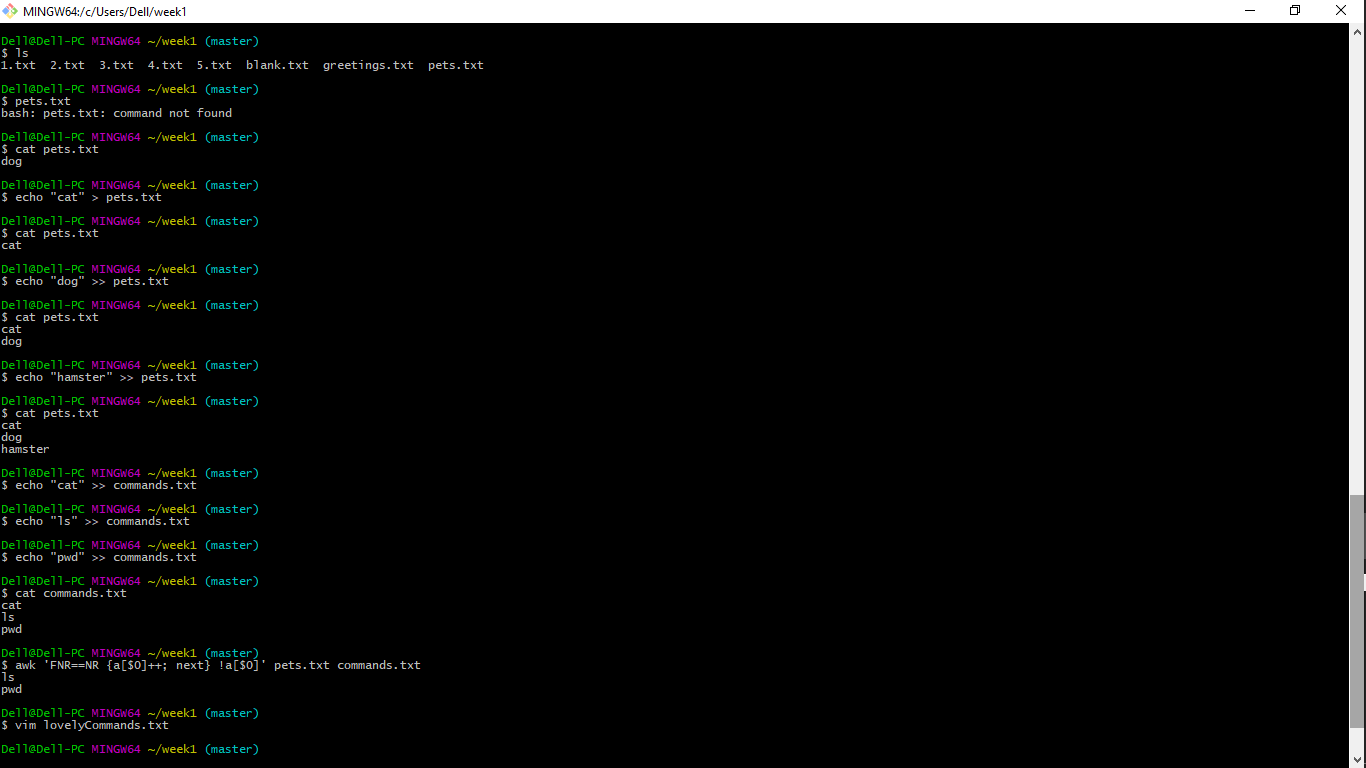 MINGW64:/c/Users/Dell/week1
Dell@Dell-PC MINGW64 ~/week1 (master)
$ ls
1.txt  2.txt  3.txt  4.txt  5.txt  blank.txt  greetings.txt  pets.txt
Dell@Dell-PC MINGW64 ~/week1 (master)
$ pets.txt
bash: pets.txt: command not found
Dell@Dell-PC MINGW64 ~/week1 (master)
$ cat pets.txt
dog
Dell@Dell-PC MINGW64 ~/week1 (master)
$ echo "cat" > pets.txt
Dell@Dell-PC MINGW64 ~/week1 (master)
$ cat pets.txt
cat
Dell@Dell-PC MINGW64 ~/week1 (master)
$ echo "dog" >> pets.txt
Dell@Dell-PC MINGW64 ~/week1 (master)
$ cat pets.txt
cat
dog
Dell@Dell-PC MINGW64 ~/week1 (master)
$ echo "hamster" >> pets.txt
Dell@Dell-PC MINGW64 ~/week1 (master)
$ cat pets.txt
cat
dog
hamster
Dell@Dell-PC MINGW64 ~/week1 (master)
$ echo "cat" >> commands.txt
Dell@Dell-PC MINGW64 ~/week1 (master)
$ echo "ls" >> commands.txt
Dell@Dell-PC MINGW64 ~/week1 (master)
$ echo "pwd" >> commands.txt
Dell@Dell-PC MINGW64 ~/week1 (master)
$ cat commands.txt
cat
ls
pwd
Dell@Dell-PC MINGW64 ~/week1 (master)
$ awk 'FNR==NR {a[$0]++; next} !a[$0]' pets.txt commands.txt
ls
pwd
Dell@Dell-PC MINGW64 ~/week1 (master)
$ vim lovelyCommands.txt
Dell@Dell-PC MINGW64 ~/week1 (master)